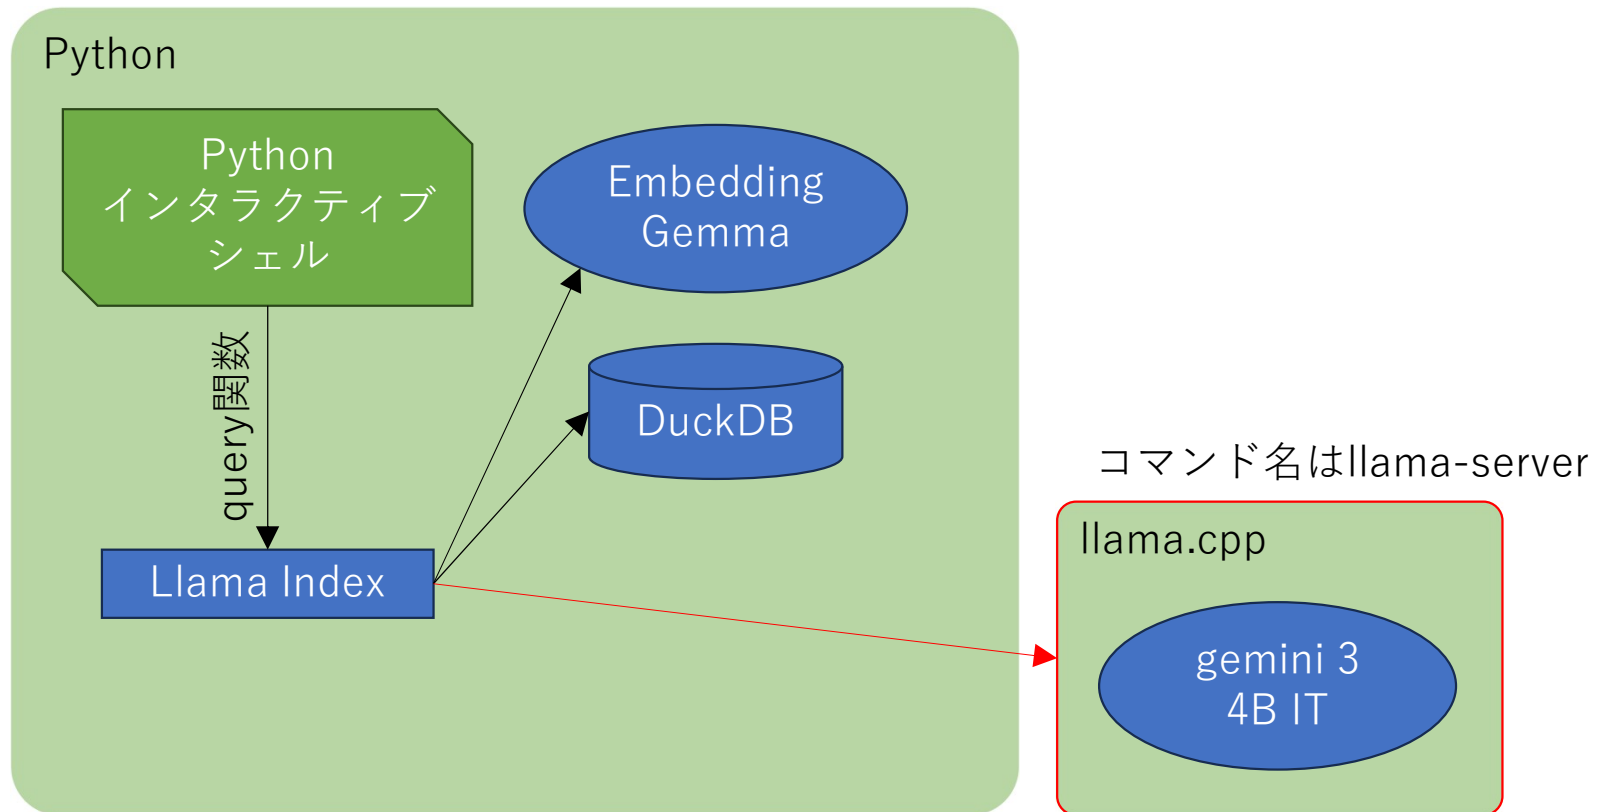 Python
Python
インタラクティブ
シェル
Embedding
Gemma
query関数
DuckDB
コマンド名はllama-server
llama.cpp
Llama Index
gemini 3
4B IT